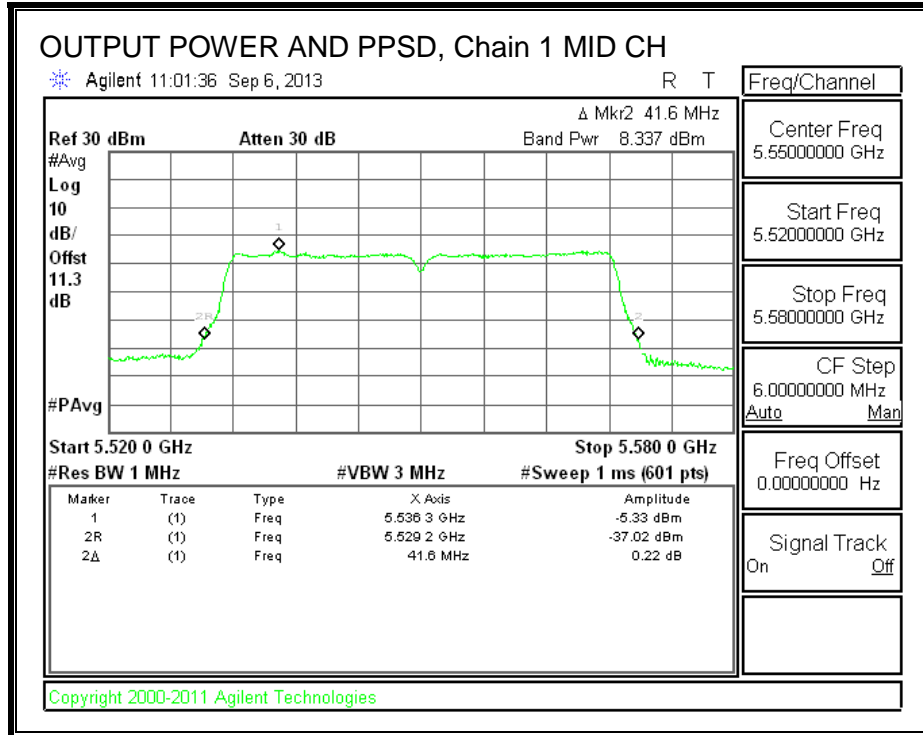 OUTPUT POWER AND PPSD, Chain 1 MID CH
Agilent 11:01:36 Sep 6, 2013 R T
Δ Mkr2 41.6 MHz
Ref 30 dBm Atten 30 dB Band Pwr 8.337 dBm
#Avg
Log
10
dB/
Offst
11.3
dB
1
2R
2
#PAvg
Start 5.520 0 GHz Stop 5.580 0 GHz
#Res BW 1 MHz #VBW 3 MHz #Sweep 1 ms (601 pts)
Marker Trace Type X Axis Amplitude
1 (1) Freq 5.536 3 GHz -5.33 dBm
2R (1) Freq 5.529 2 GHz -37.02 dBm
2Δ (1) Freq 41.6 MHz 0.22 dB
Copyright 2000-2011 Agilent Technologies
Freq/Channel
Center Freq
5.55000000 GHz
Start Freq
5.52000000 GHz
Stop Freq
5.58000000 GHz
CF Step
6.00000000 MHz
Auto Man
Freq Offset
0.00000000 Hz
Signal Track
On Off